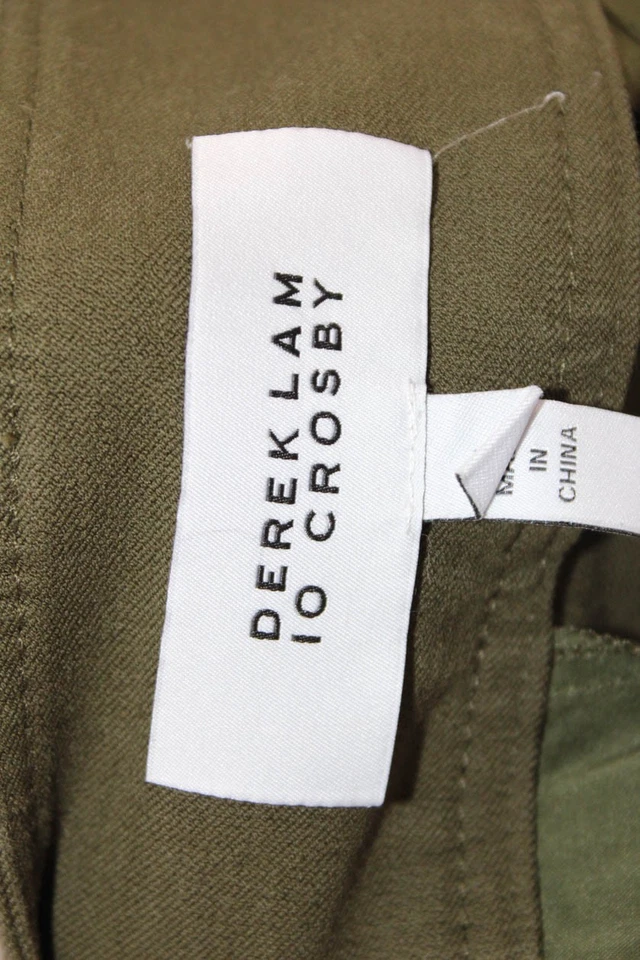 DEREK LAM
10 CROSBY
IN
CHINA